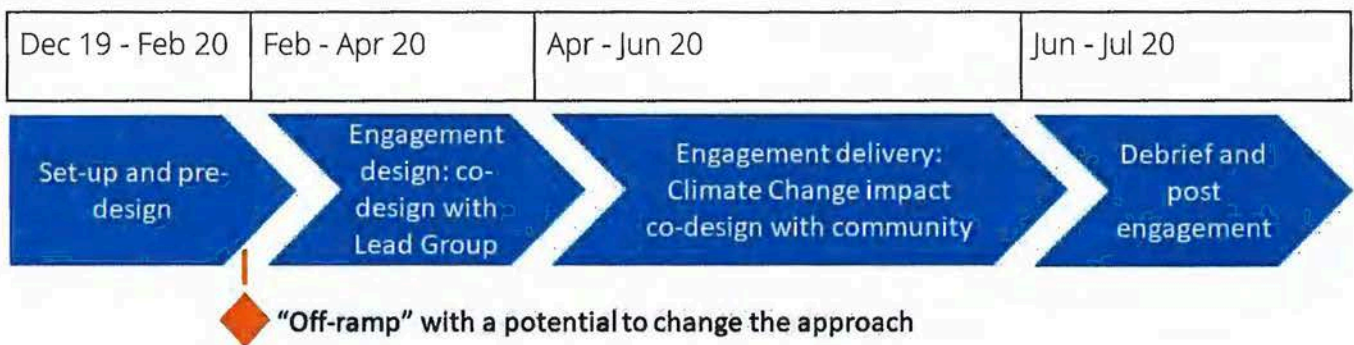 Dec 19 - Feb 20
Feb - Apr 20
Apr - Jun 20
Jun - Jul 20
Set-up and pre-
design
Engagement
design: co-
design with
Lead Group
Engagement delivery:
Climate Change impact
co-design with community
Debrief and
post
engagement
"Off-ramp" with a potential to change the approach